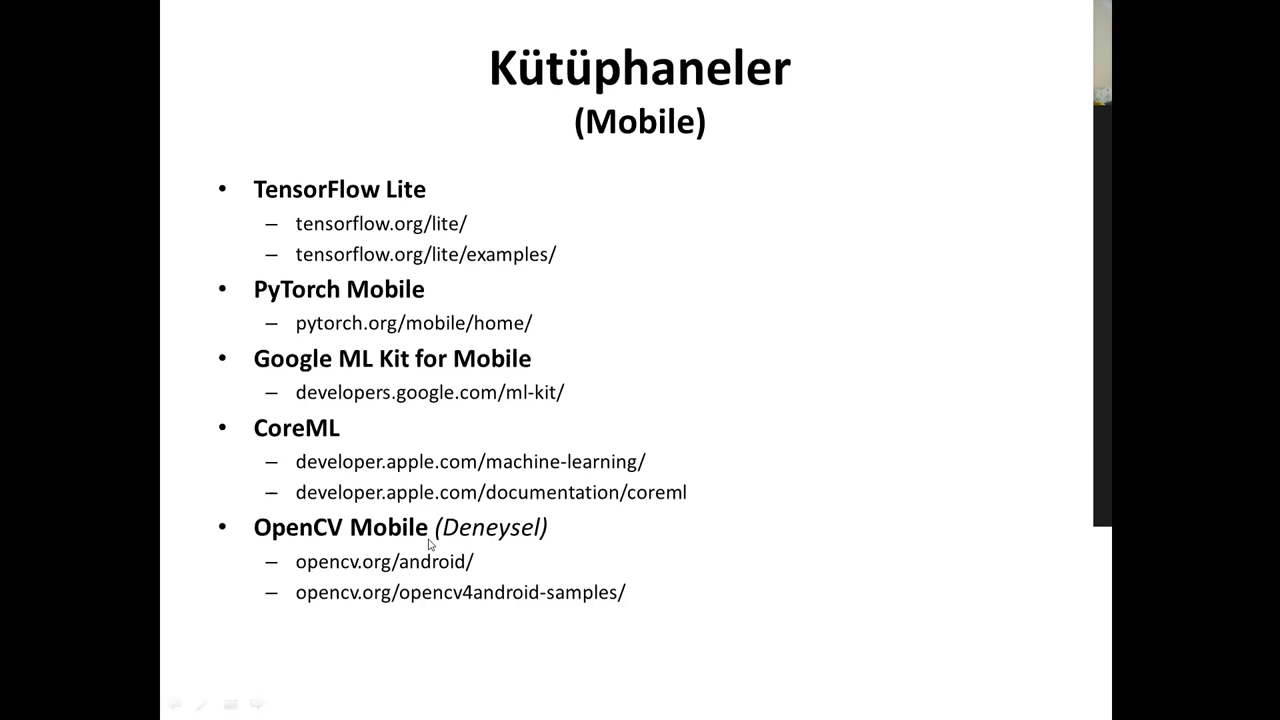 Kütüphaneler
(Mobile)
• TensorFlow Lite
– tensorflow.org/lite/
– tensorflow.org/lite/examples/
• PyTorch Mobile
– pytorch.org/mobile/home/
• Google ML Kit for Mobile
– developers.google.com/ml-kit/
• CoreML
– developer.apple.com/machine-learning/
– developer.apple.com/documentation/coreml
• OpenCV Mobile (Deneysel)
– opencv.org/android/
– opencv.org/opencv4android-samples/